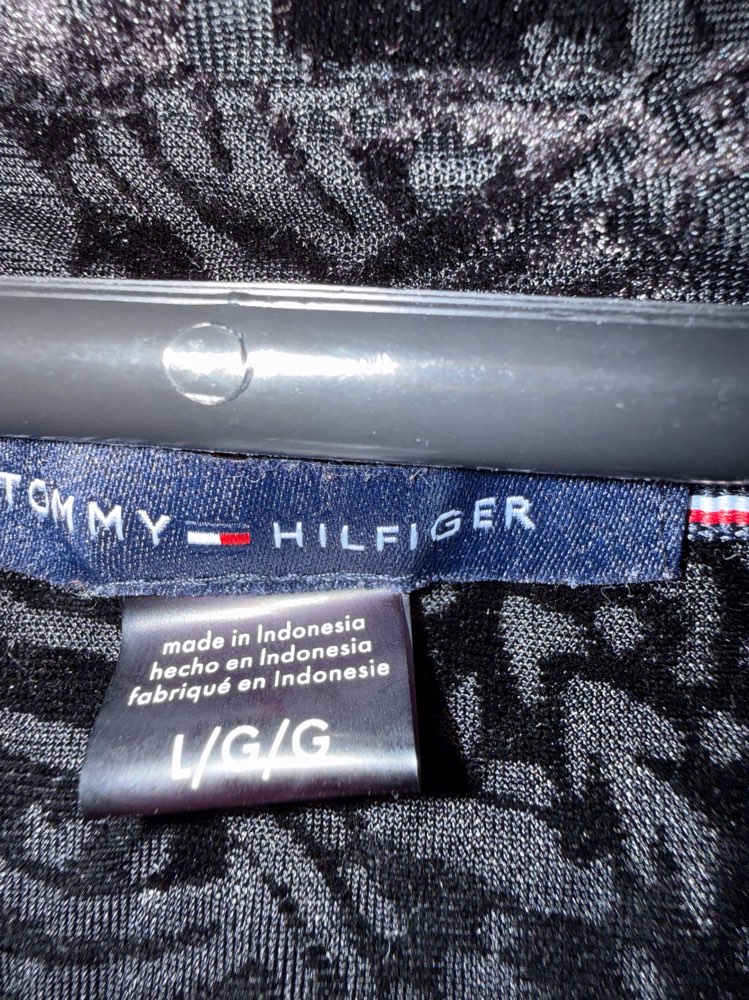 TOMMY HILFIGER
made in Indonesia
hecho en Indonesia
fabriqué en Indonesie
L/G/G